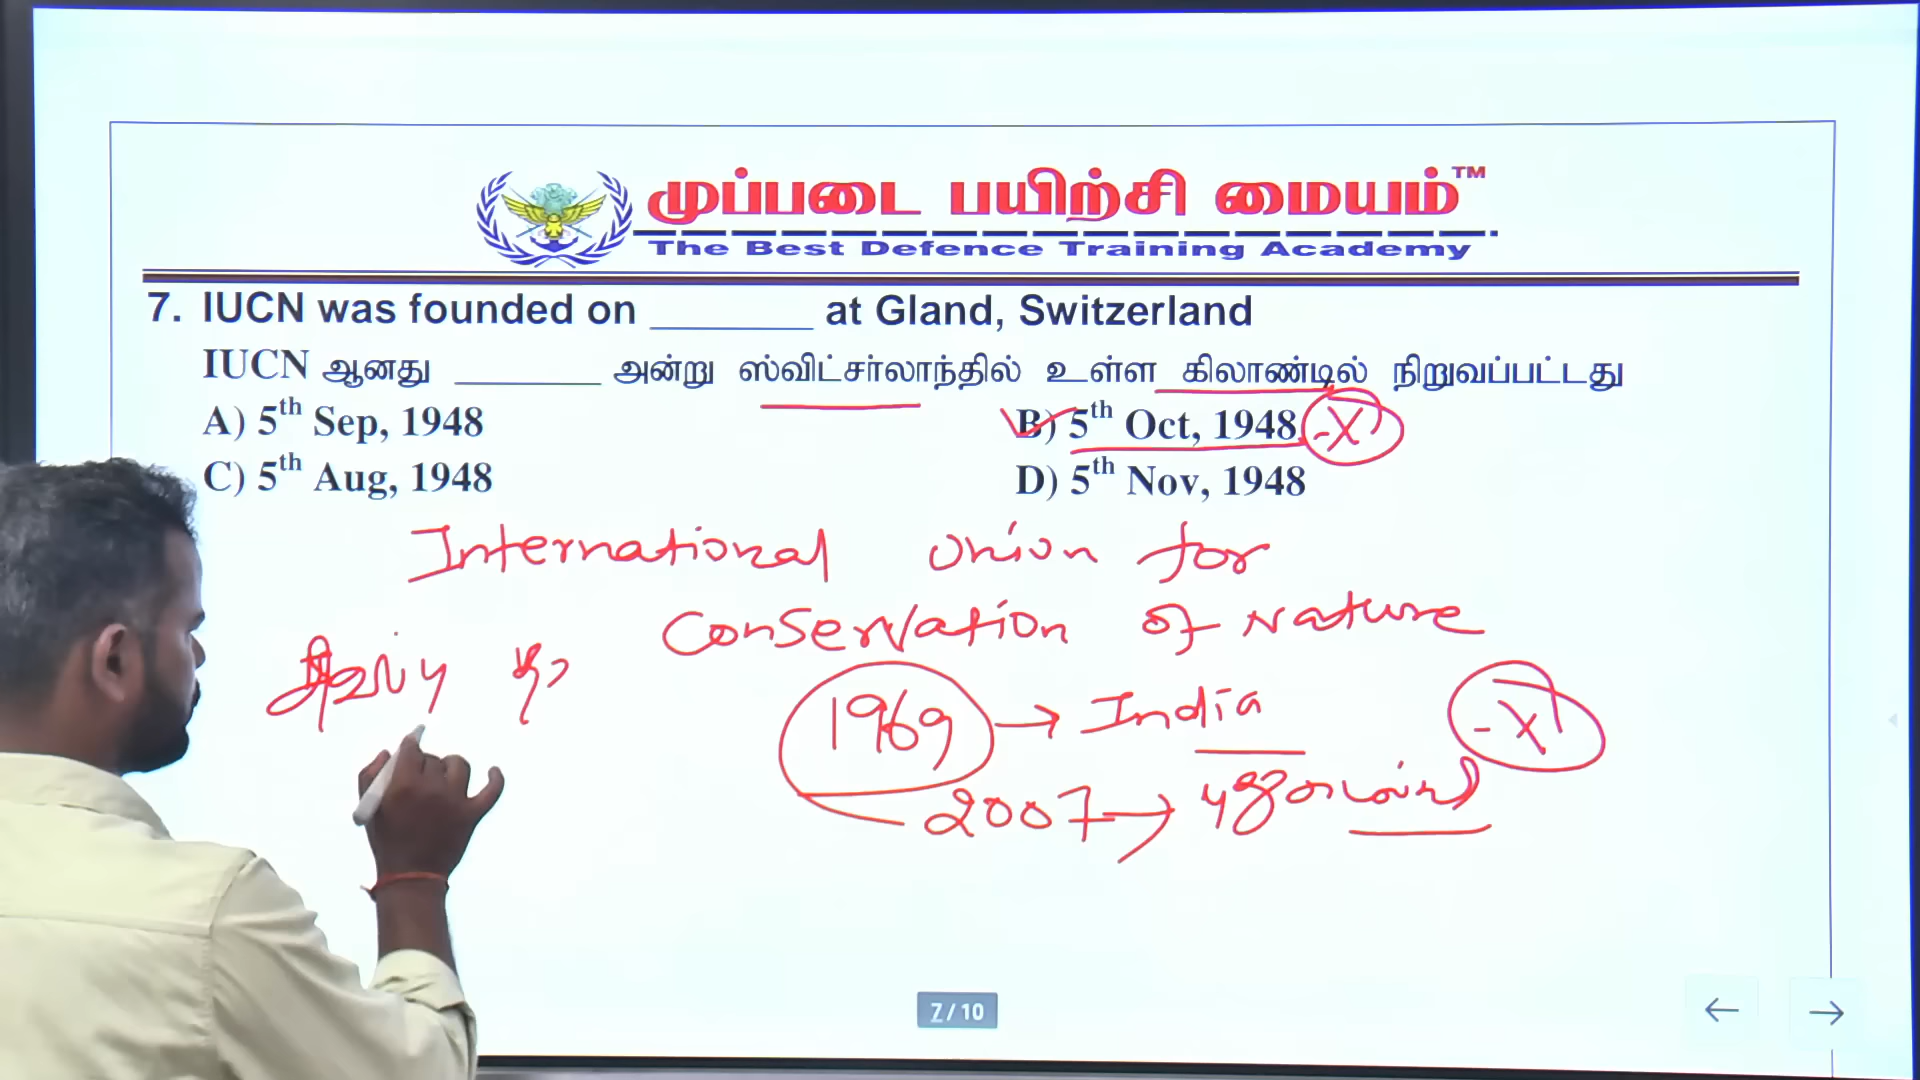 முப்படை பயிற்சி மையம்™
The Best Defence Training Academy
7. IUCN was founded on ________ at Gland, Switzerland
IUCN ஆனது ________ அன்று ஸ்விட்சர்லாந்தில் உள்ள கிலாண்டில் நிறுவப்பட்டது
A) 5th Sep, 1948
B) 5th Oct, 1948 -X
C) 5th Aug, 1948
D) 5th Nov, 1948
International Union for
Conservation of Nature
1969 → India -X
2007 →
7/10